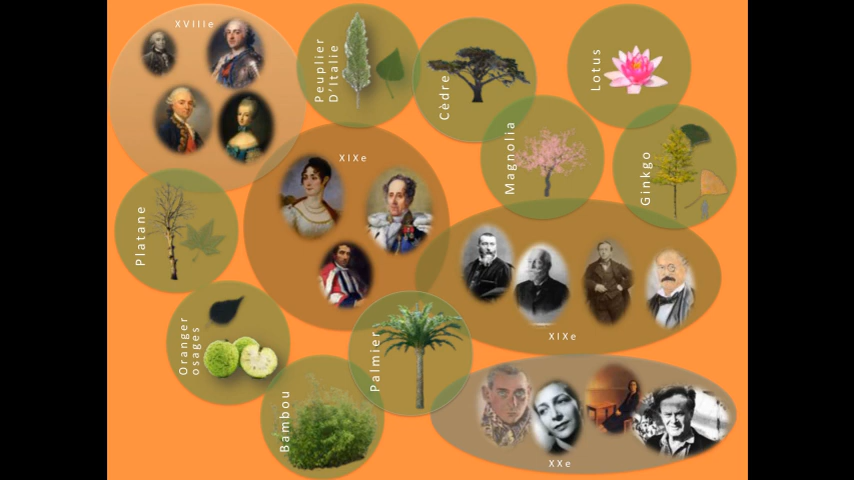 XVIIIe
Peuplier
D'Italie
Cèdre
Lotus
Magnolia
Ginkgo
XIXe
Platane
XIXe
Oranger
osages
Palmier
Bambou
XXe